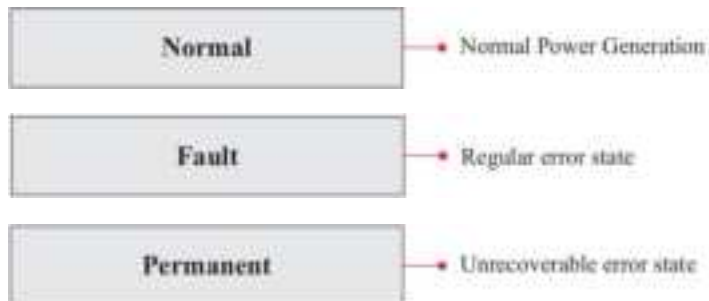 Normal
Normal Power Generation
Fault
Regular error state
Permanent
Unrecoverable error state